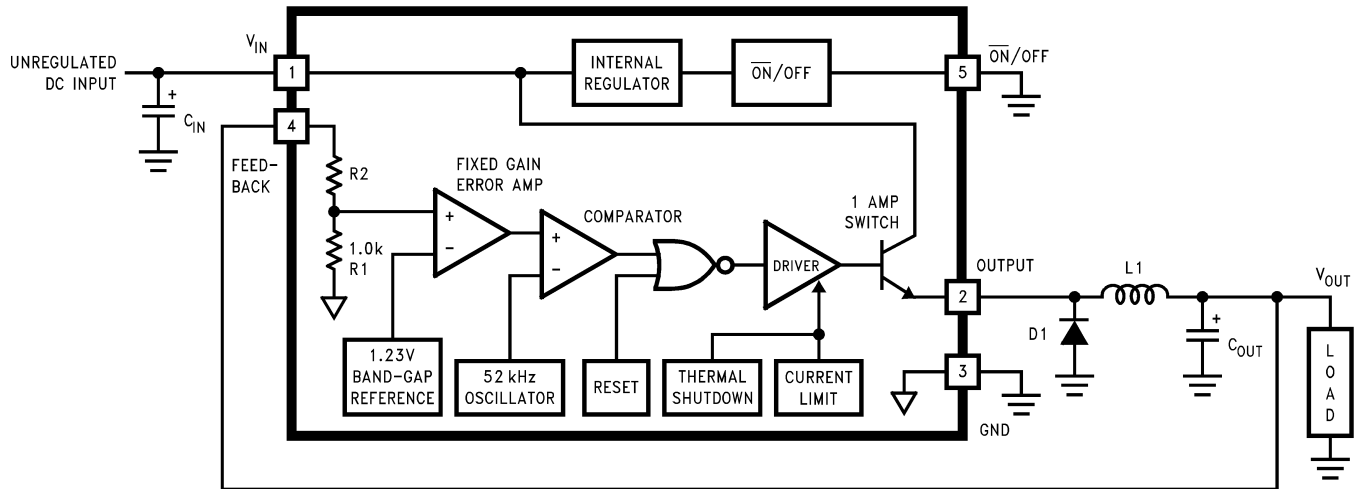 UNREGULATED
DC INPUT
+
C_IN
V_IN
1
4
FEED-
BACK
R2
1.0k
R1
FIXED GAIN
ERROR AMP
+
−
COMPARATOR
+
−
INTERNAL
REGULATOR
O̅N̅/OFF
5
O̅N̅/OFF
1 AMP
SWITCH
DRIVER
OUTPUT
2
1.23V
BAND-GAP
REFERENCE
52 kHz
OSCILLATOR
RESET
THERMAL
SHUTDOWN
CURRENT
LIMIT
3
GND
D1
L1
+
C_OUT
V_OUT
L
O
A
D